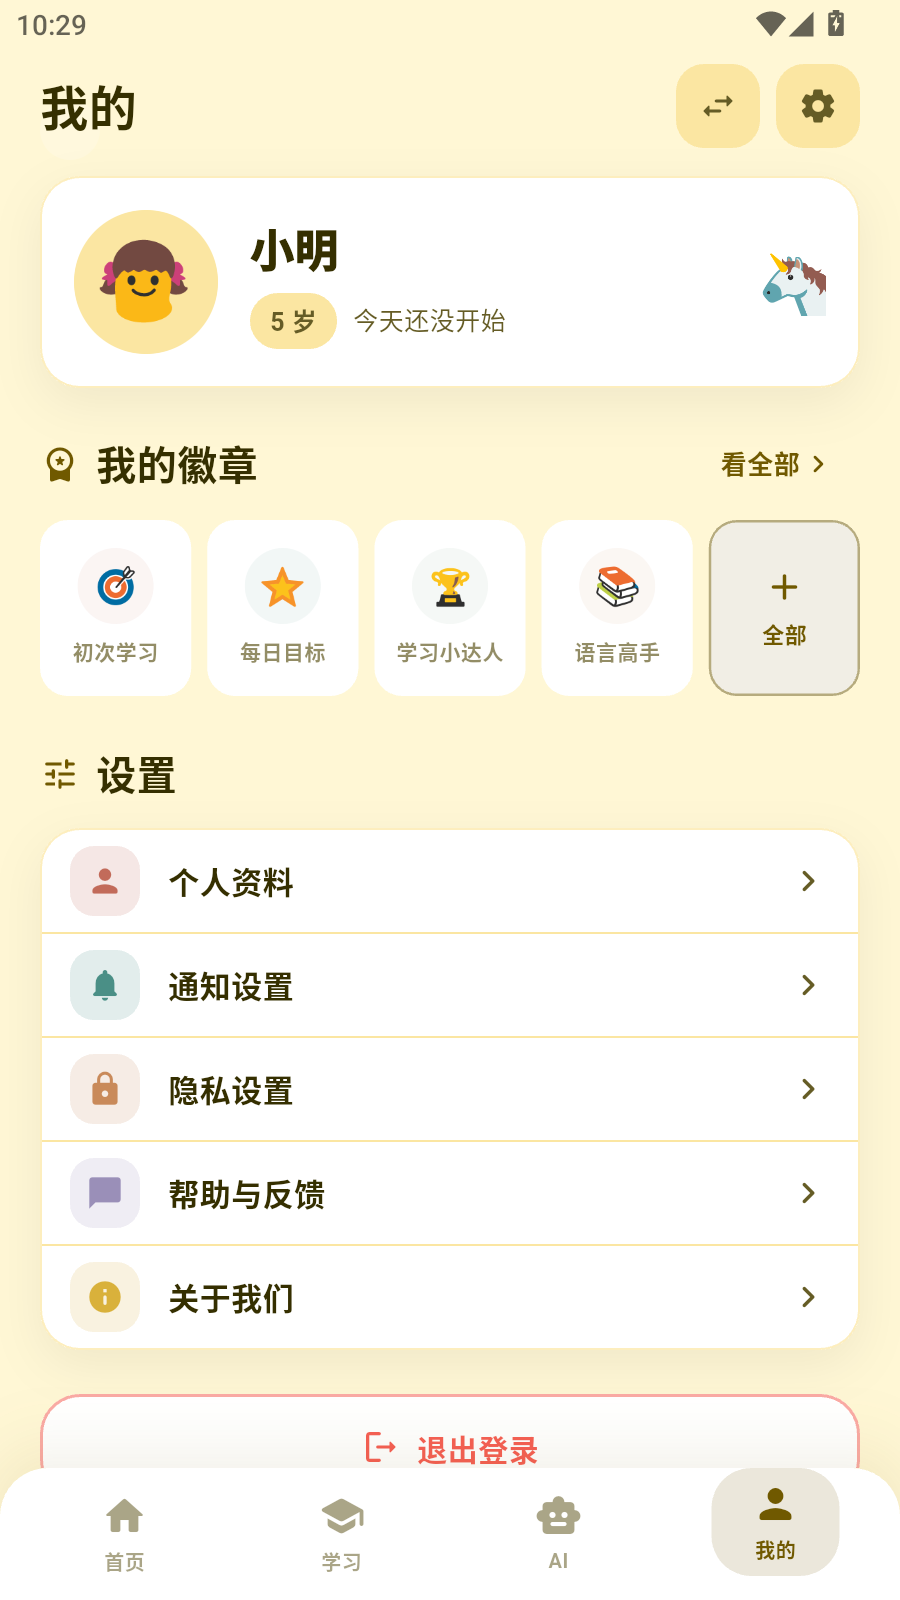 10:29
我的
小明
5 岁
今天还没开始
我的徽章
看全部
初次学习
每日目标
学习小达人
语言高手
全部
设置
个人资料
通知设置
隐私设置
帮助与反馈
关于我们
退出登录
首页
学习
AI
我的